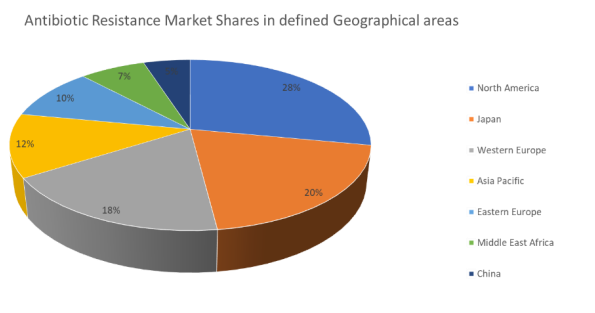 Antibiotic Resistance Market Shares in defined Geographical areas
28%
20%
18%
12%
10%
7%
North America
Japan
Western Europe
Asia Pacific
Eastern Europe
Middle East Africa
China